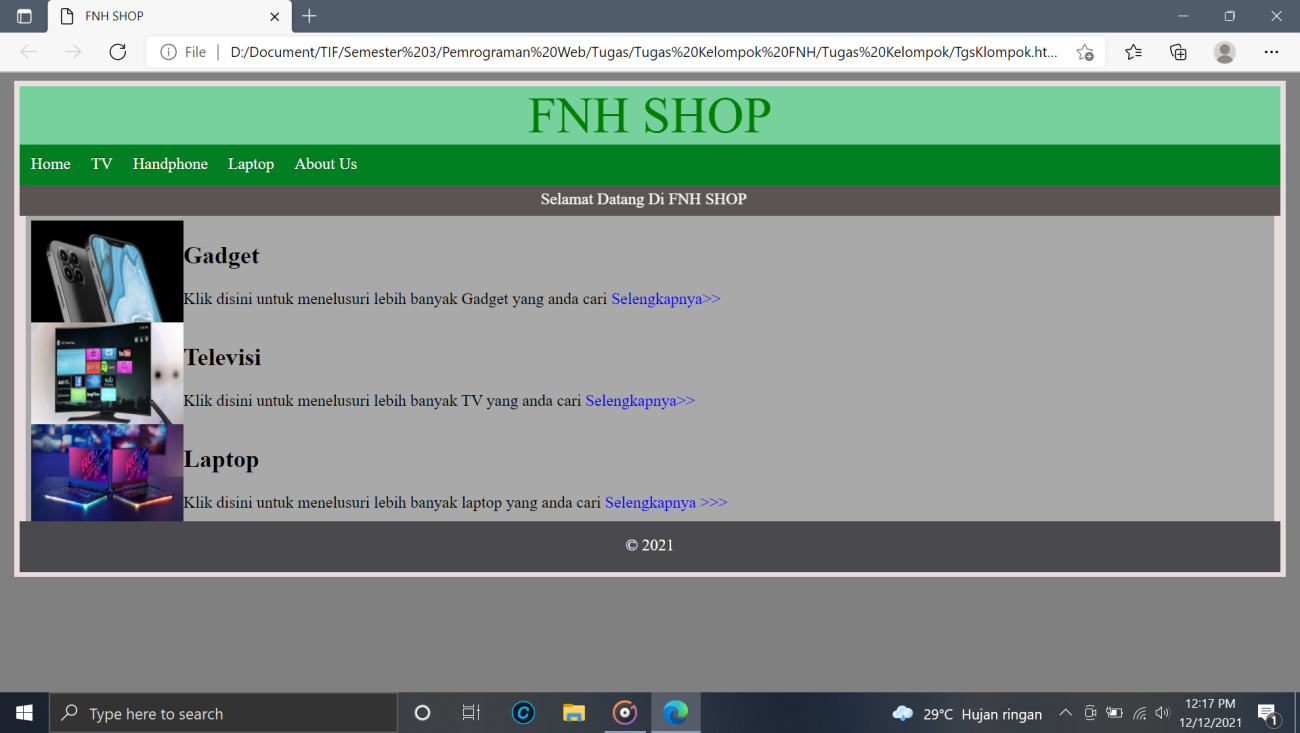 FNH SHOP
File
D:/Document/TIF/Semester%203/Pemrograman%20Web/Tugas/Tugas%20Kelompok%20FNH/Tugas%20Kelompok/TgsKlompok.ht...
FNH SHOP
Home TV Handphone Laptop About Us
Selamat Datang Di FNH SHOP
Gadget
Klik disini untuk menelusuri lebih banyak Gadget yang anda cari Selengkapnya>>
Televisi
Klik disini untuk menelusuri lebih banyak TV yang anda cari Selengkapnya>>
Laptop
Klik disini untuk menelusuri lebih banyak laptop yang anda cari Selengkapnya >>>
© 2021
Type here to search
29°C Hujan ringan
12:17 PM
12/12/2021
1